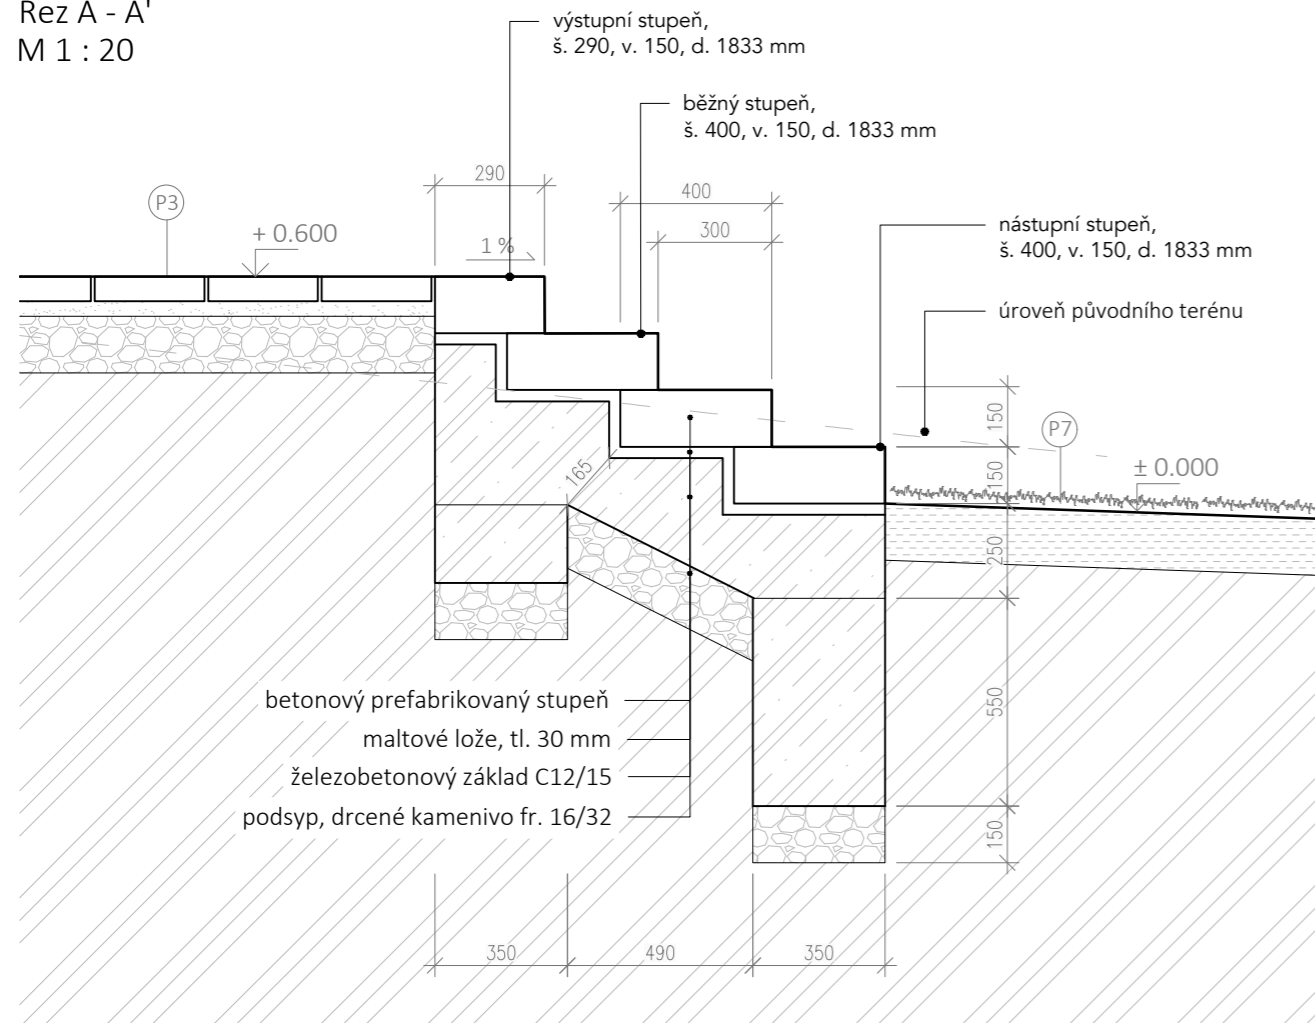 Rez A - A'
M 1 : 20
výstupní stupeň,
š. 290, v. 150, d. 1833 mm
běžný stupeň,
š. 400, v. 150, d. 1833 mm
nástupní stupeň,
š. 400, v. 150, d. 1833 mm
úroveň původního terénu
P3
+ 0.600
290
1 %
400
300
165
P7
± 0.000
150
150
250
550
150
betonový prefabrikovaný stupeň
maltové lože, tl. 30 mm
železobetonový základ C12/15
podsyp, drcené kamenivo fr. 16/32
350
490
350